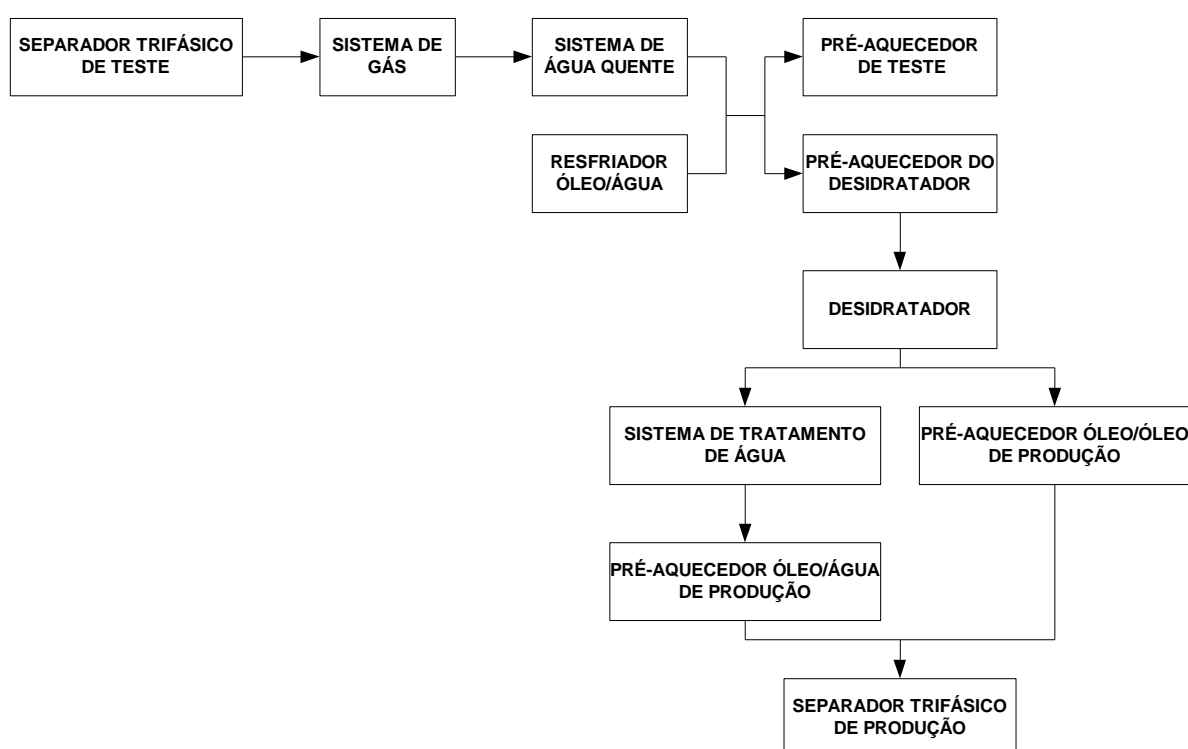 SEPARADOR TRIFÁSICO
DE TESTE
SISTEMA DE
GÁS
SISTEMA DE
ÁGUA QUENTE
PRÉ-AQUECEDOR
DE TESTE
RESFRIADOR
ÓLEO/ÁGUA
PRÉ-AQUECEDOR DO
DESIDRATADOR
DESIDRATADOR
SISTEMA DE TRATAMENTO
DE ÁGUA
PRÉ-AQUECEDOR ÓLEO/ÓLEO
DE PRODUÇÃO
PRÉ-AQUECEDOR ÓLEO/ÁGUA
DE PRODUÇÃO
SEPARADOR TRIFÁSICO
DE PRODUÇÃO